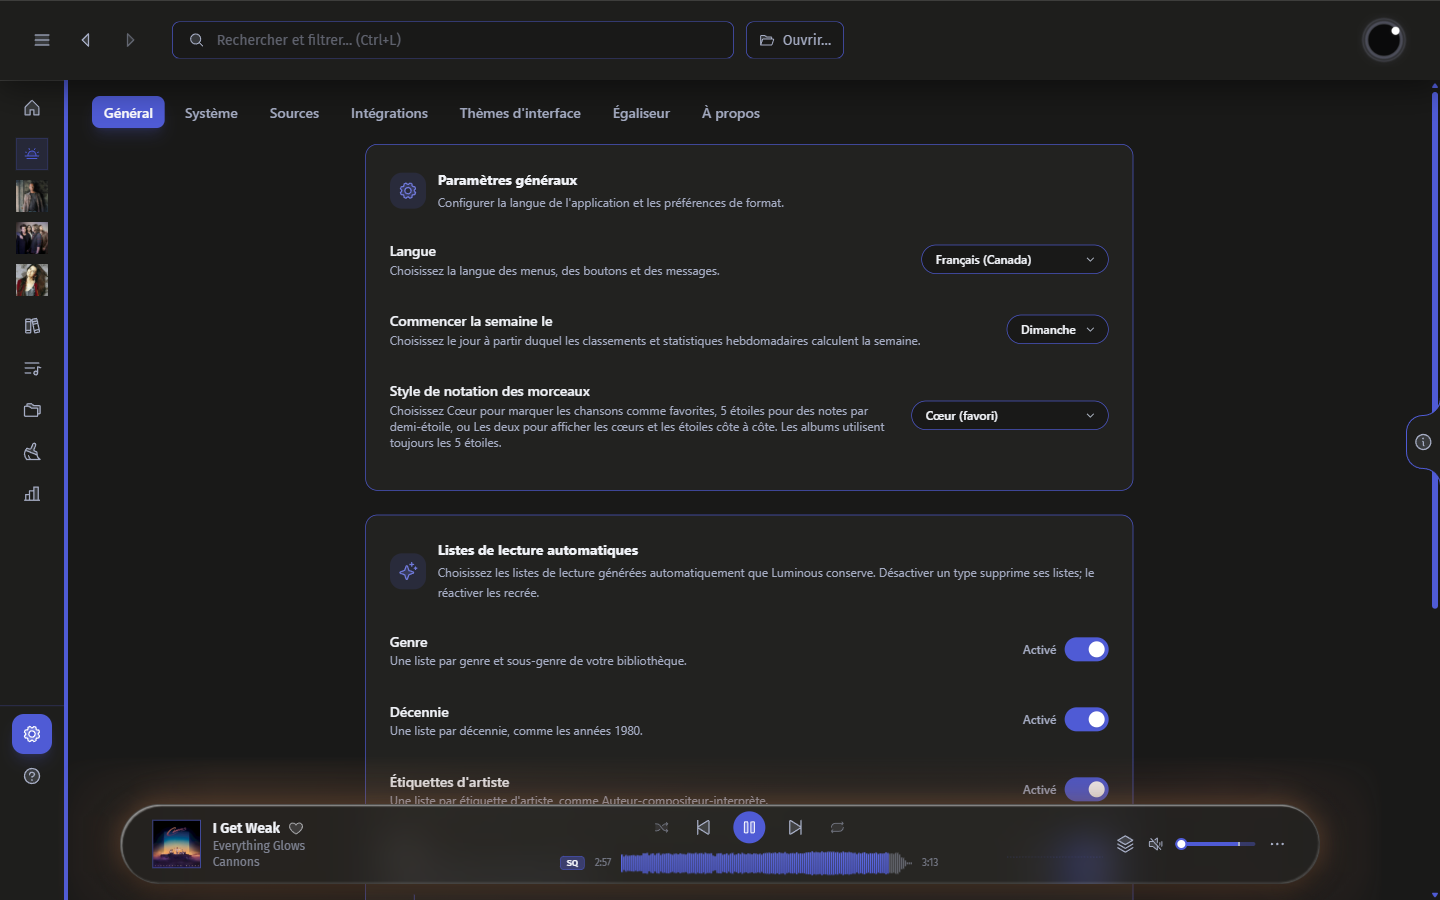 Rechercher et filtrer... (Ctrl+L)
Ouvrir...
Général
Système
Sources
Intégrations
Thèmes d'interface
Égaliseur
À propos
Paramètres généraux
Configurer la langue de l'application et les préférences de format.
Langue
Choisissez la langue des menus, des boutons et des messages.
Français (Canada)
Commencer la semaine le
Choisissez le jour à partir duquel les classements et statistiques hebdomadaires calculent la semaine.
Dimanche
Style de notation des morceaux
Choisissez Cœur pour marquer les chansons comme favorites, 5 étoiles pour des notes par
demi-étoile, ou Les deux pour afficher les cœurs et les étoiles côte à côte. Les albums utilisent
toujours les 5 étoiles.
Cœur (favori)
Listes de lecture automatiques
Choisissez les listes de lecture générées automatiquement que Luminous conserve. Désactiver un type supprime ses listes; le
réactiver les recrée.
Genre
Une liste par genre et sous-genre de votre bibliothèque.
Activé
Décennie
Une liste par décennie, comme les années 1980.
Activé
Étiquettes d'artiste
Une liste par étiquette d'artiste, comme Auteur-compositeur-interprète.
Activé
I Get Weak
Everything Glows
Cannons
SQ
2:57
3:13